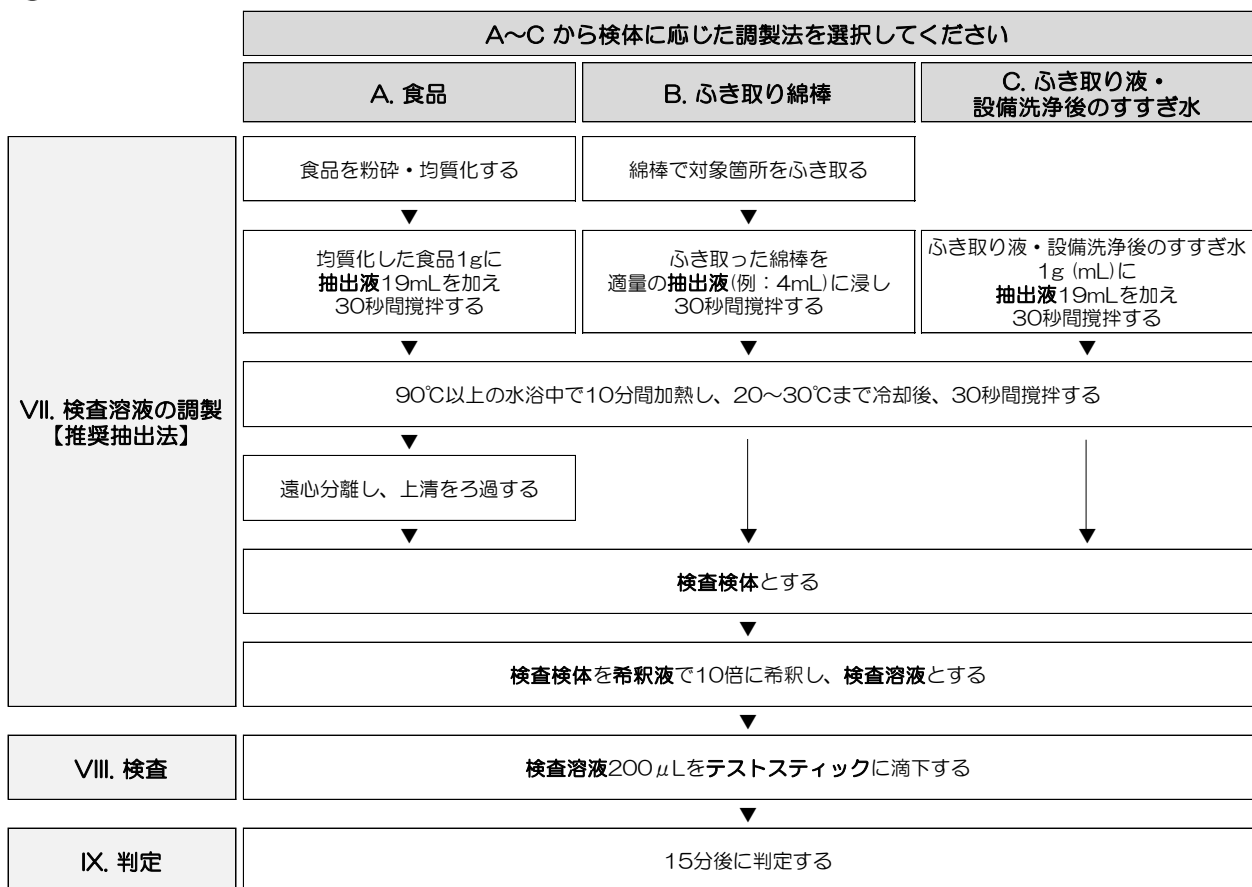 A～C から検体に応じた調製法を選択してください
A. 食品
B. ふき取り綿棒
C. ふき取り液・
設備洗浄後のすすぎ水
VII. 検査溶液の調製
【推奨抽出法】
食品を粉砕・均質化する
綿棒で対象箇所をふき取る
▼
▼
均質化した食品1gに
抽出液19mLを加え
30秒間撹拌する
ふき取った綿棒を
適量の抽出液(例：4mL)に浸し
30秒間撹拌する
ふき取り液・設備洗浄後のすすぎ水
1g (mL)に
抽出液19mLを加え
30秒間撹拌する
▼
▼
▼
90℃以上の水浴中で10分間加熱し、20～30℃まで冷却後、30秒間撹拌する
▼
遠心分離し、上清をろ過する
▼
▼
▼
検査検体とする
▼
検査検体を希釈液で10倍に希釈し、検査溶液とする
▼
VIII. 検査
検査溶液200μLをテストスティックに滴下する
▼
IX. 判定
15分後に判定する